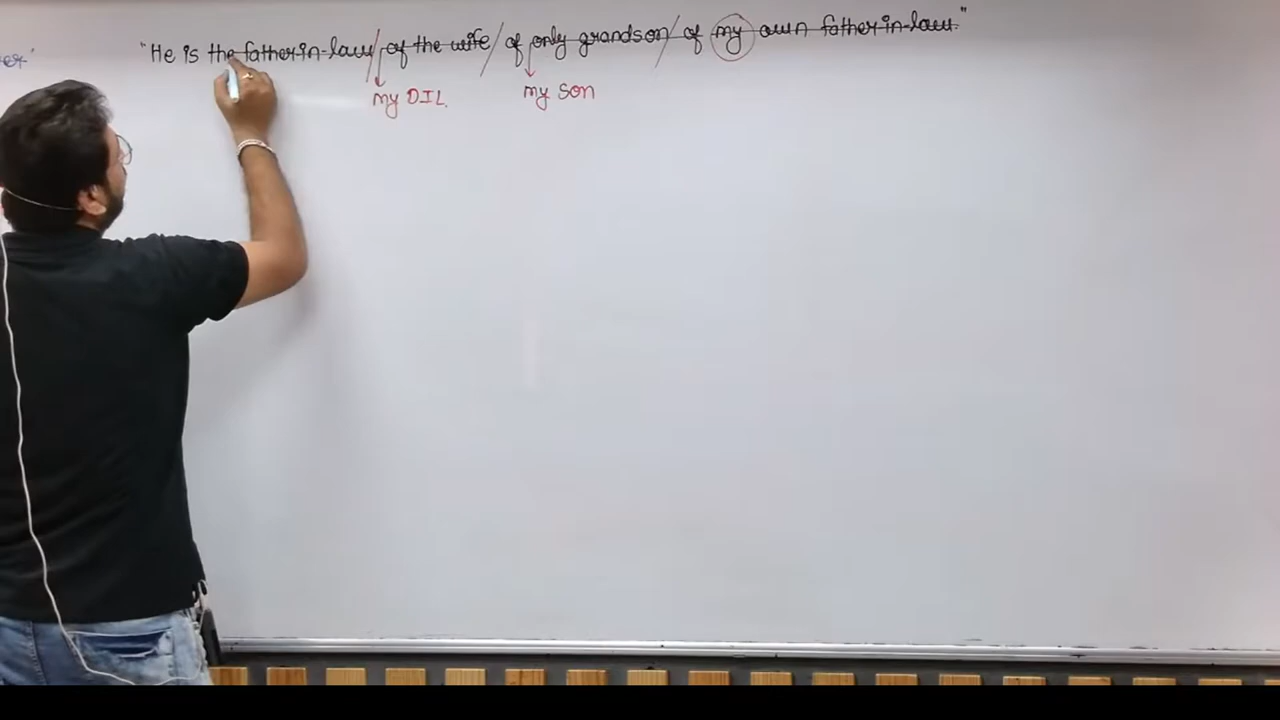 er"
"He is the father-in-law/ of the wife/ of only grandson/ of my own father-in-law."
my DIL
my son